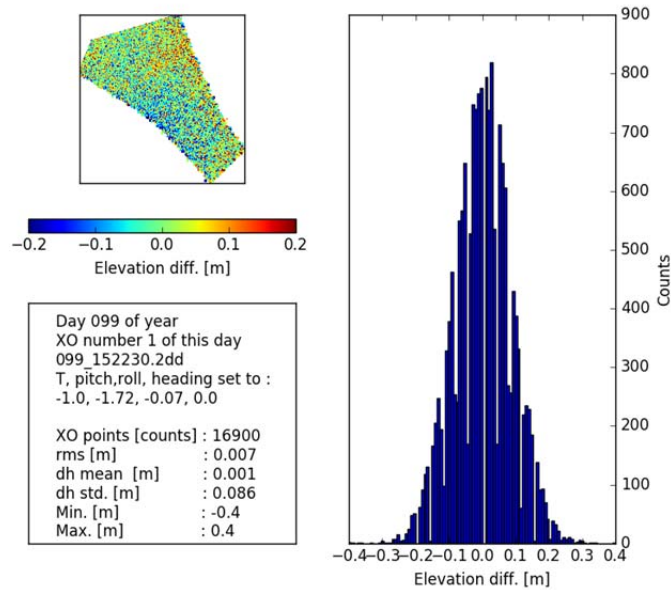 −0.2 −0.1 0.0 0.1 0.2
Elevation diff. [m]
Day 099 of year
XO number 1 of this day
099_152230.2dd
T, pitch,roll, heading set to :
-1.0, -1.72, -0.07, 0.0
XO points [counts] : 16900
rms [m] : 0.007
dh mean [m] : 0.001
dh std. [m] : 0.086
Min. [m] : -0.4
Max. [m] : 0.4
900
800
700
600
500
400
300
200
100
0
Counts
−0.4−0.3−0.2−0.1 0.0 0.1 0.2 0.3 0.4
Elevation diff. [m]